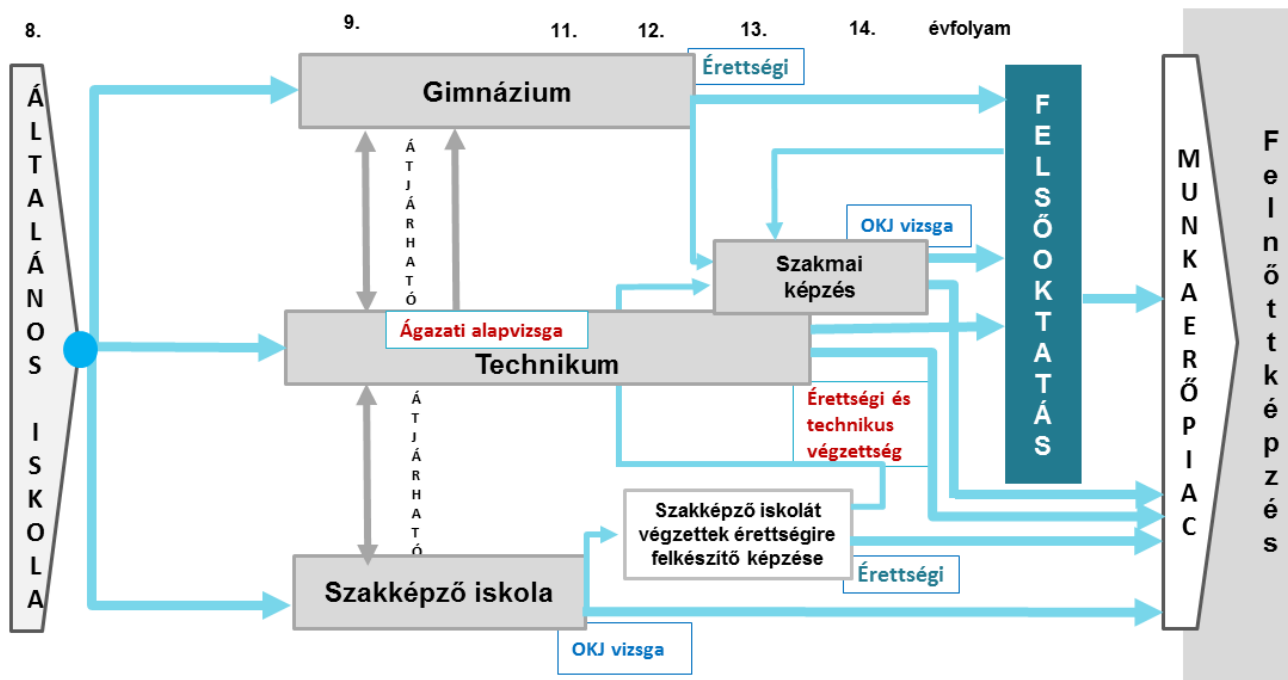 8.
9.
11.
12.
13.
14.
évfolyam
ÁLTALÁNOS ISKOLA
Gimnázium
Érettségi
ÁTJÁRHATÓ
FELSŐOKTATÁS
MUNKAERŐPIAC
Felnőttképzés
OKJ vizsga
Szakmai
képzés
Ágazati alapvizsga
Technikum
ÁTJÁRHATÓ
Érettségi és
technikus
végzettség
Szakképző iskolát
végzettek érettségire
felkészítő képzése
Érettségi
Szakképző iskola
OKJ vizsga